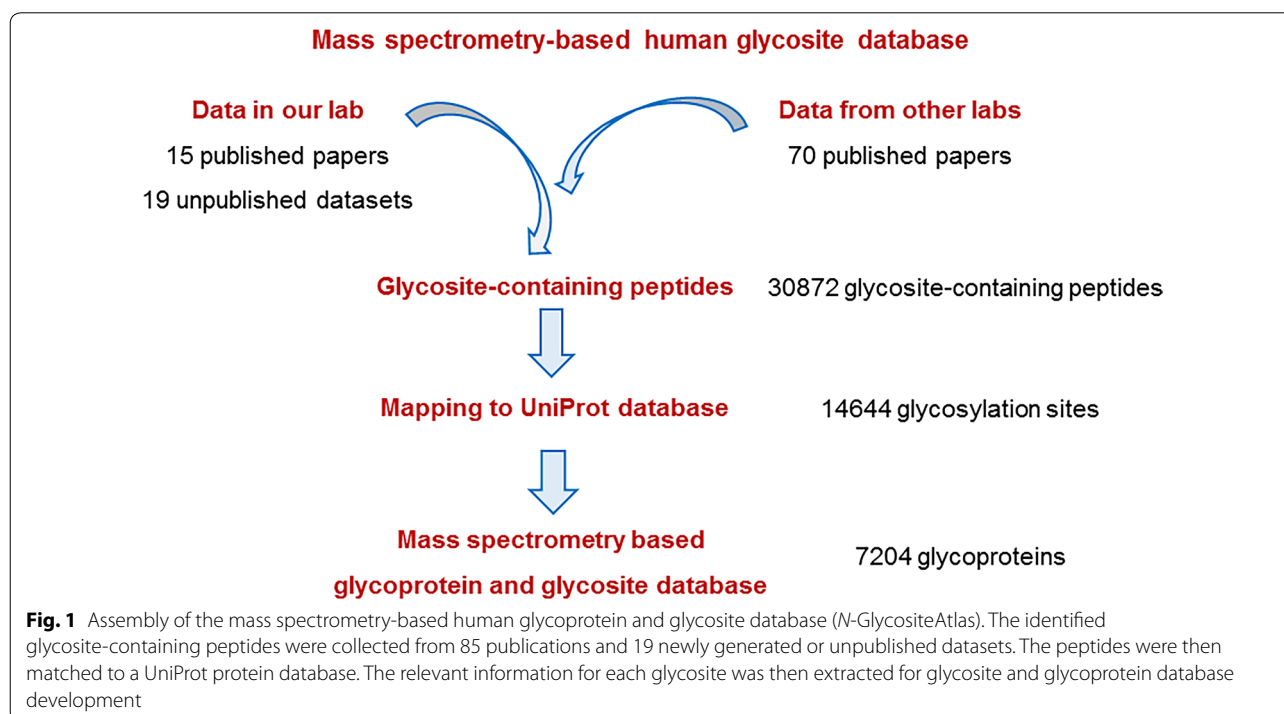 Mass spectrometry-based human glycosite database
Data in our lab
15 published papers
19 unpublished datasets
Data from other labs
70 published papers
Glycosite-containing peptides
30872 glycosite-containing peptides
Mapping to UniProt database
14644 glycosylation sites
Mass spectrometry based
glycoprotein and glycosite database
7204 glycoproteins
Fig. 1 Assembly of the mass spectrometry-based human glycoprotein and glycosite database (N-GlycositeAtlas). The identified
glycosite-containing peptides were collected from 85 publications and 19 newly generated or unpublished datasets. The peptides were then
matched to a UniProt protein database. The relevant information for each glycosite was then extracted for glycosite and glycoprotein database
development